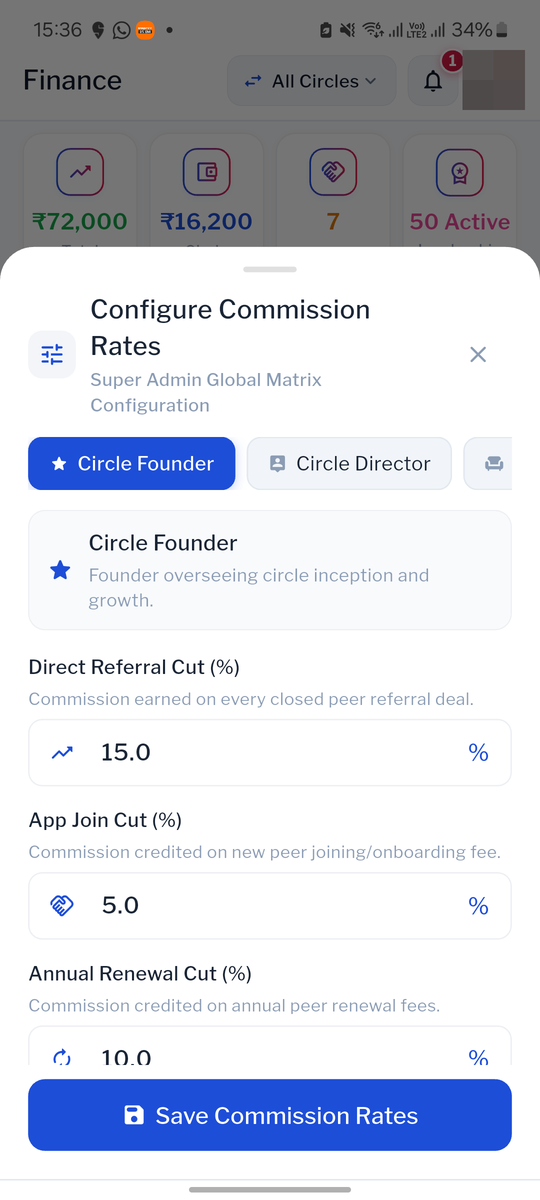 15:36
Vo))
LTE2
34%
Finance
All Circles
1
₹72,000
₹16,200
7
50 Active
Configure Commission
Rates
Super Admin Global Matrix
Configuration
Circle Founder
Circle Director
Circle Founder
Founder overseeing circle inception and
growth.
Direct Referral Cut (%)
Commission earned on every closed peer referral deal.
15.0 %
App Join Cut (%)
Commission credited on new peer joining/onboarding fee.
5.0 %
Annual Renewal Cut (%)
Commission credited on annual peer renewal fees.
10.0 %
Save Commission Rates